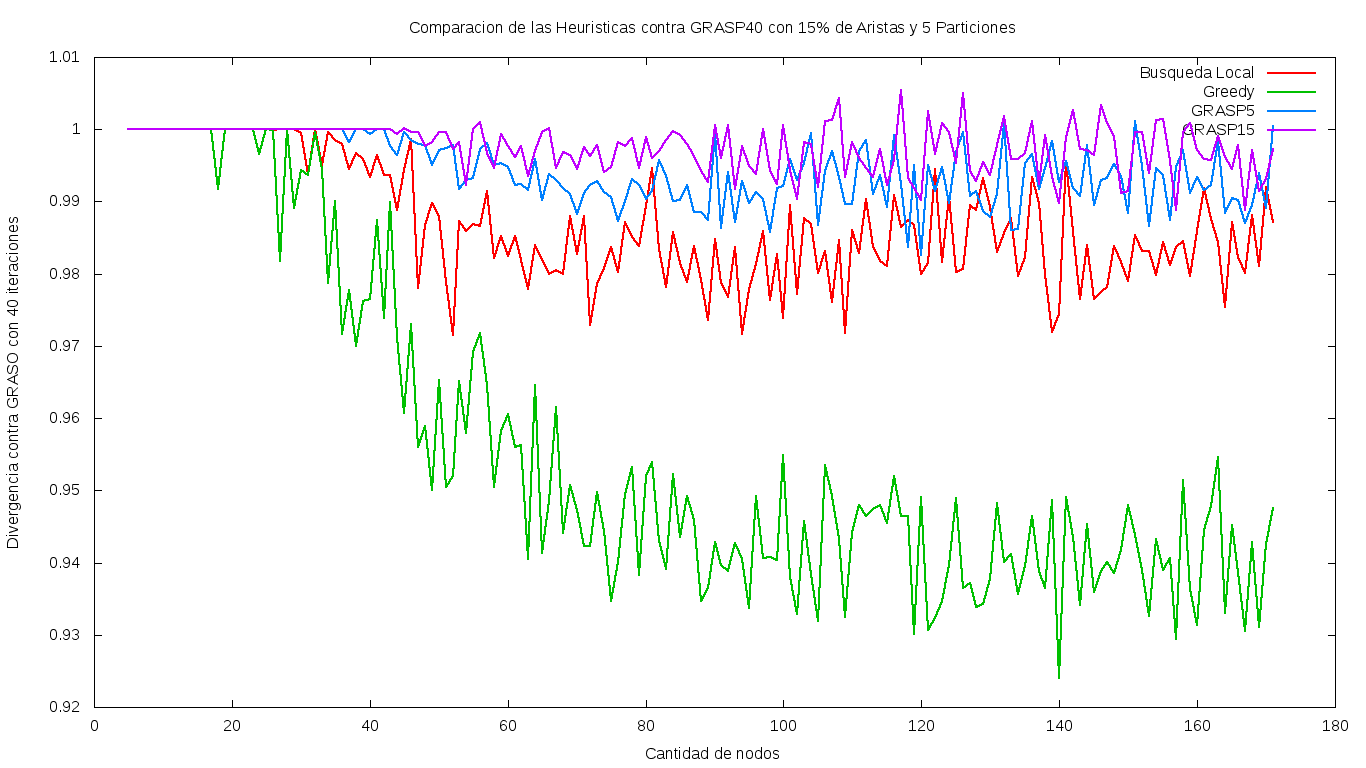 Comparacion de las Heuristicas contra GRASP40 con 15% de Aristas y 5 Particiones
Divergencia contra GRASO con 40 iteraciones
1.01
1
0.99
0.98
0.97
0.96
0.95
0.94
0.93
0.92
Busqueda Local
Greedy
GRASP5
GRASP15
0 20 40 60 80 100 120 140 160 180
Cantidad de nodos